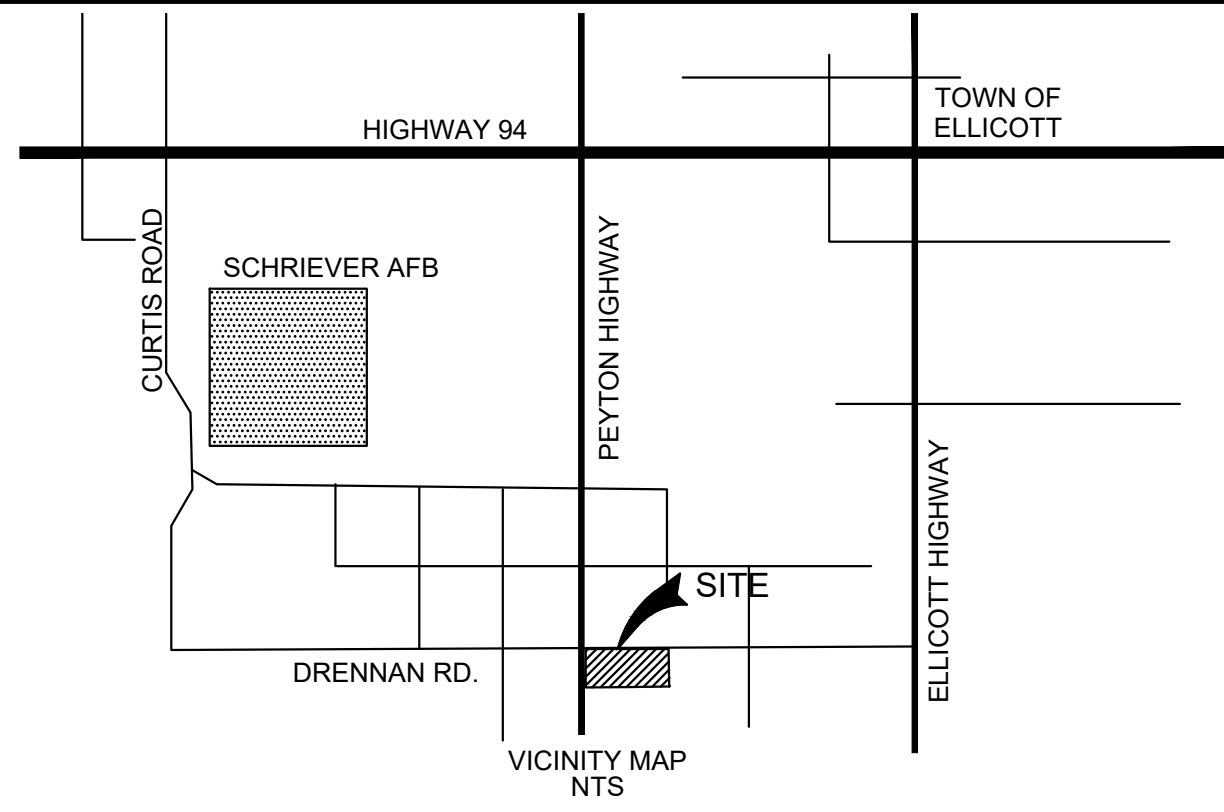 TOWN OF
ELLICOTT
HIGHWAY 94
CURTIS ROAD
SCHRIEVER AFB
PEYTON HIGHWAY
ELLICOTT HIGHWAY
SITE
DRENNAN RD.
VICINITY MAP
NTS